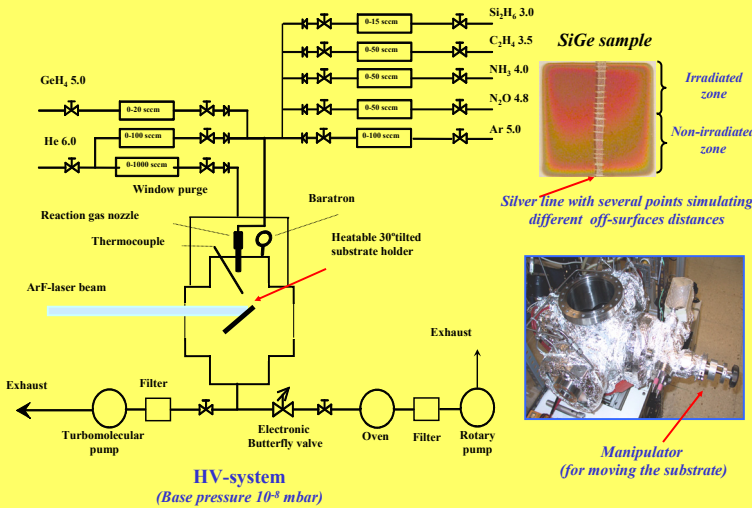 Si₂H₆ 3.0
0-15 sccm
C₂H₄ 3.5
0-50 sccm
NH₃ 4.0
0-50 sccm
N₂O 4.8
0-50 sccm
Ar 5.0
0-100 sccm
GeH₄ 5.0
0-20 sccm
0-100 sccm
He 6.0
0-1000 sccm
Window purge
SiGe sample
Irradiated
zone
Non-irradiated
zone
Silver line with several points simulating
different off-surfaces distances
Baratron
Reaction gas nozzle
Thermocouple
Heatable 30°tilted
substrate holder
ArF-laser beam
Exhaust
Exhaust
Filter
Turbomolecular
pump
Electronic
Butterfly valve
Oven
Filter
Rotary
pump
Manipulator
(for moving the substrate)
HV-system
(Base pressure 10⁻⁸ mbar)